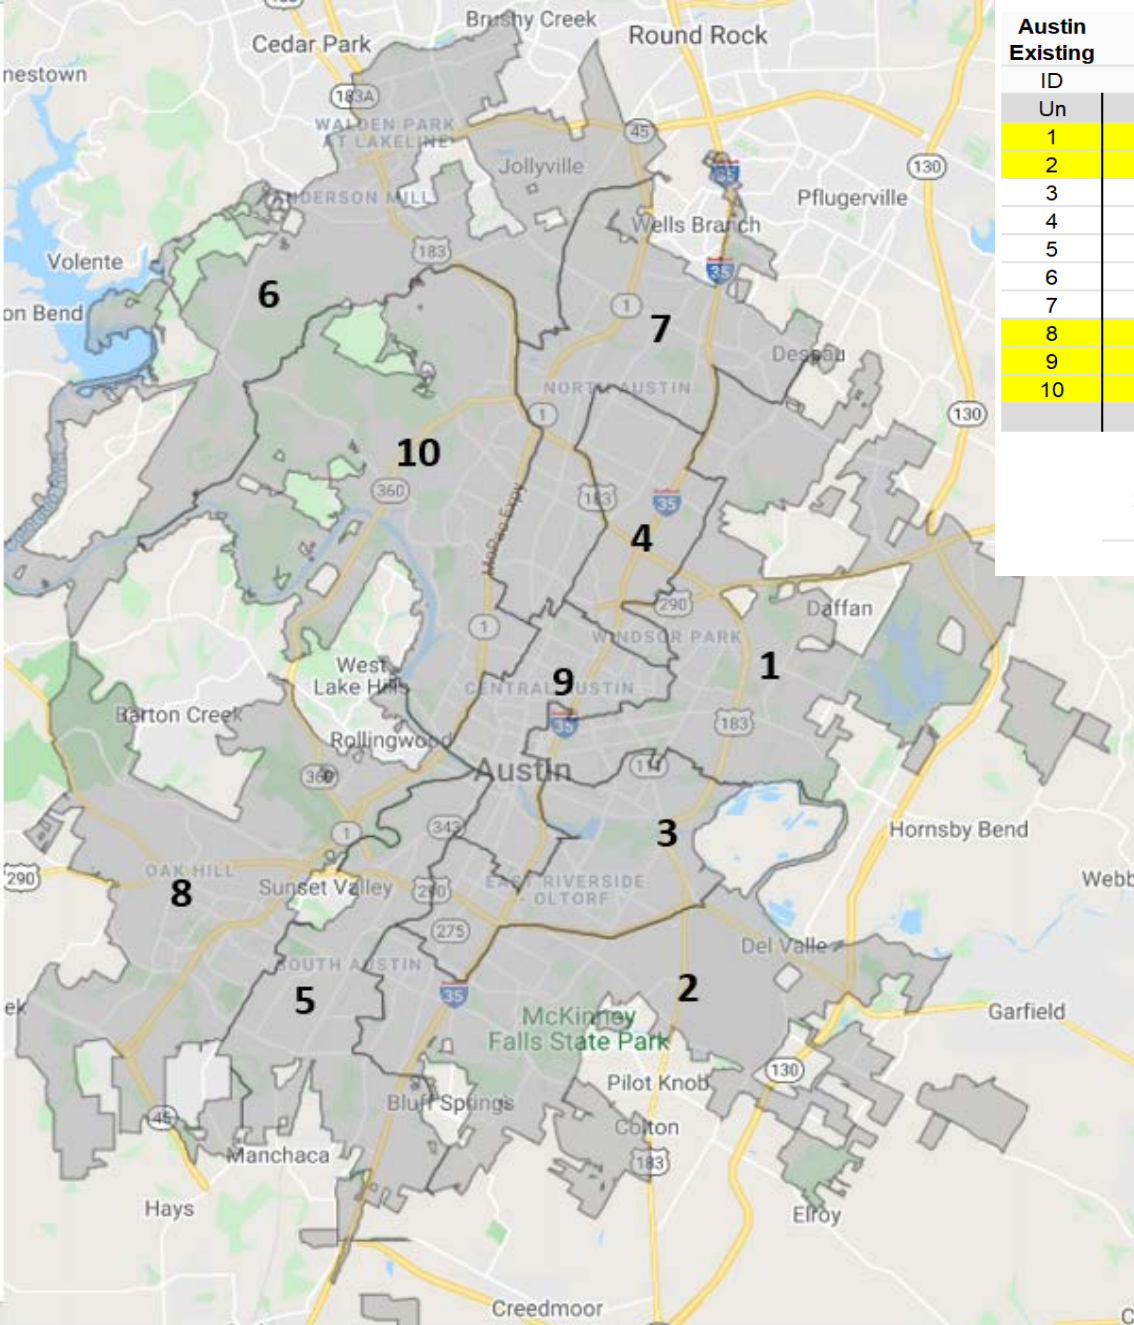 Brushy Creek
Cedar Park
Round Rock
nestown
183A
WALDEN PARK
AT LAKELINE
45
Jollyville
130
35
ANDERSON MILL
Pflugerville
Wells Branch
183
Volente
35
6
on Bend
1
7
Dessau
NORTH AUSTIN
1
130
10
360
183
35
MoPac Expy
4
290
Daffan
1
WINDSOR PARK
West
Lake Hills
9
1
CENTRAL AUSTIN
Barton Creek
35
183
Rollingwood
360
Austin
111
343
1
3
Hornsby Bend
OAK HILL
290
Sunset Valley
290
EAST RIVERSIDE
- OLTORF
Webb
8
275
Del Valle
SOUTH AUSTIN
35
2
5
ek
McKinney
Falls State Park
Garfield
130
Pilot Knob
Bluff Springs
45
Colton
Manchaca
183
Hays
Elroy
Creedmoor
Austin
Existing
ID
Un
1
2
3
4
5
6
7
8
9
10